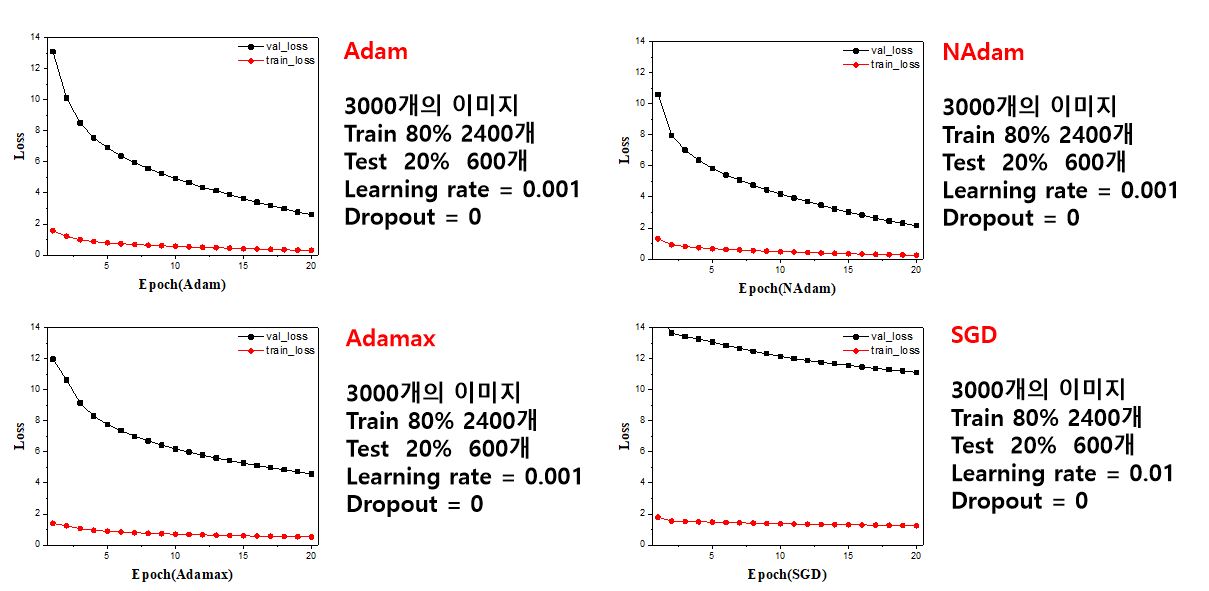 Adam
3000개의 이미지
Train 80% 2400개
Test 20% 600개
Learning rate = 0.001
Dropout = 0
val_loss
train_loss
14
12
10
8
6
4
2
0
Loss
5
10
15
20
Epoch(Adam)
NAdam
3000개의 이미지
Train 80% 2400개
Test 20% 600개
Learning rate = 0.001
Dropout = 0
val_loss
train_loss
14
12
10
8
6
4
2
0
Loss
5
10
15
20
Epoch(NAdam)
Adamax
3000개의 이미지
Train 80% 2400개
Test 20% 600개
Learning rate = 0.001
Dropout = 0
val_loss
train_loss
14
12
10
8
6
4
2
0
Loss
5
10
15
20
Epoch(Adamax)
SGD
3000개의 이미지
Train 80% 2400개
Test 20% 600개
Learning rate = 0.01
Dropout = 0
val_loss
train_loss
14
12
10
8
6
4
2
0
Loss
5
10
15
20
Epoch(SGD)